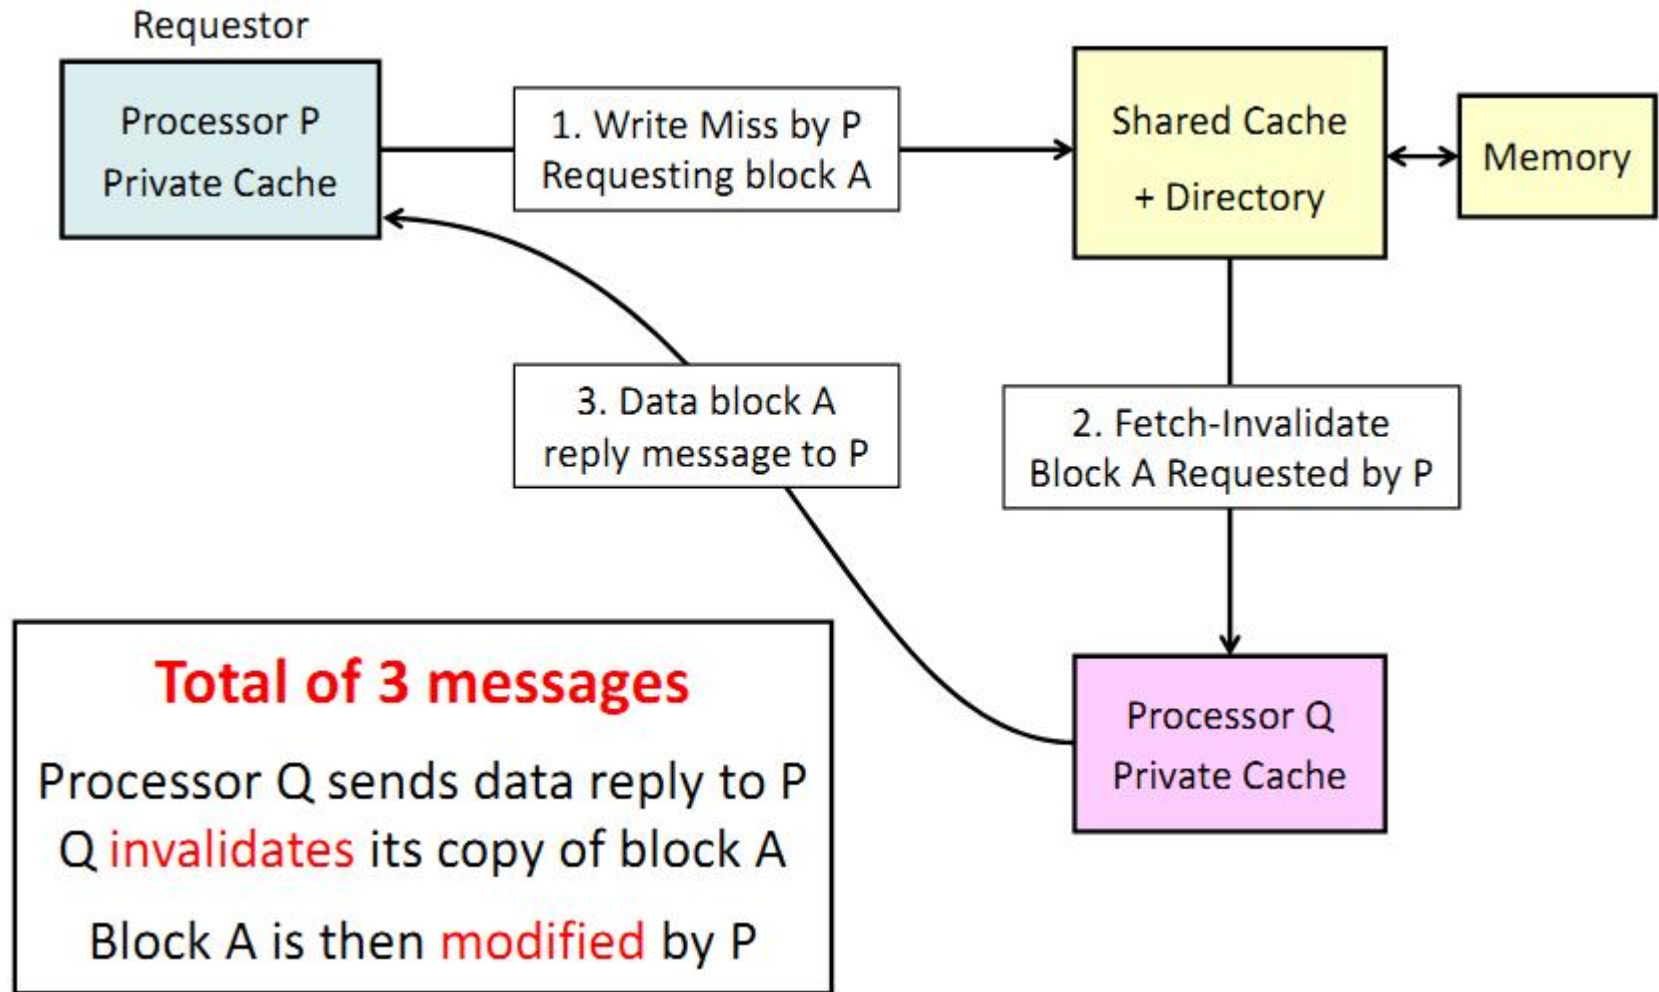 Requestor
Processor P
Private Cache
1. Write Miss by P
Requesting block A
Shared Cache
+ Directory
Memory
3. Data block A
reply message to P
2. Fetch-Invalidate
Block A Requested by P
Total of 3 messages
Processor Q sends data reply to P
Q invalidates its copy of block A
Block A is then modified by P
Processor Q
Private Cache